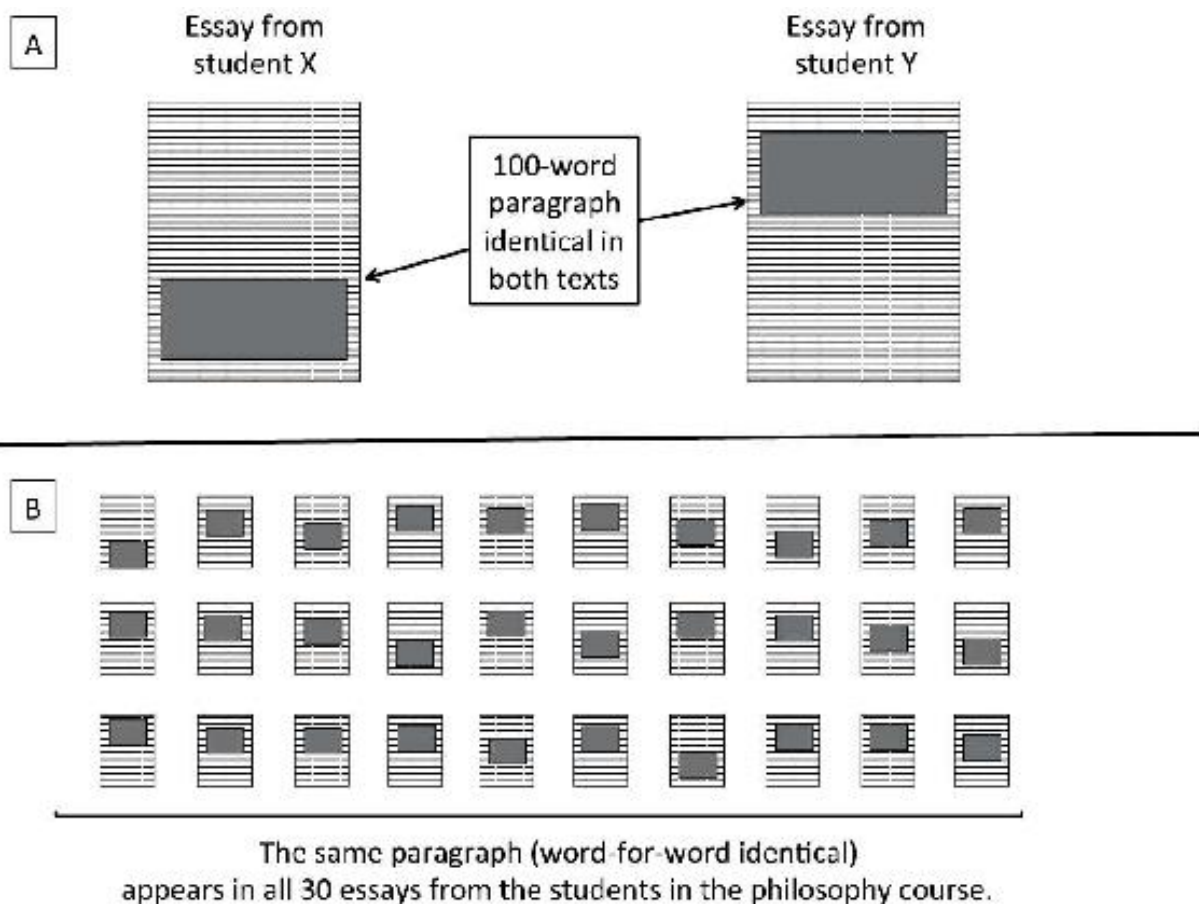 A
Essay from
student X
Essay from
student Y
100-word
paragraph
identical in
both texts
B
The same paragraph (word-for-word identical)
appears in all 30 essays from the students in the philosophy course.